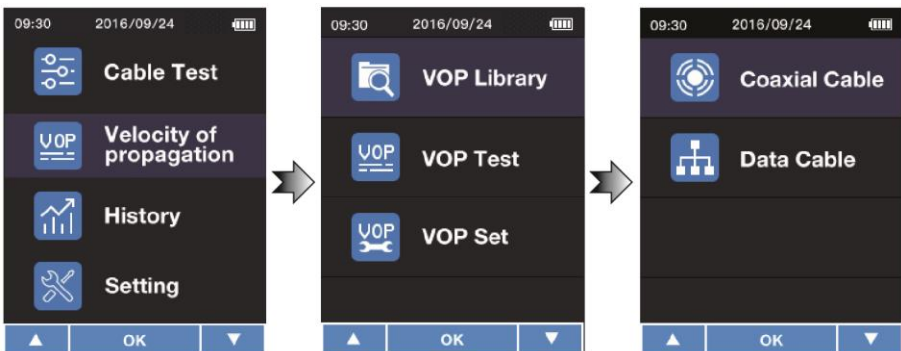 09:30 2016/09/24
Cable Test
VOP
Velocity of
propagation
History
Setting
OK
09:30 2016/09/24
VOP Library
VOP
VOP Test
VOP
VOP Set
OK
09:30 2016/09/24
Coaxial Cable
Data Cable
OK